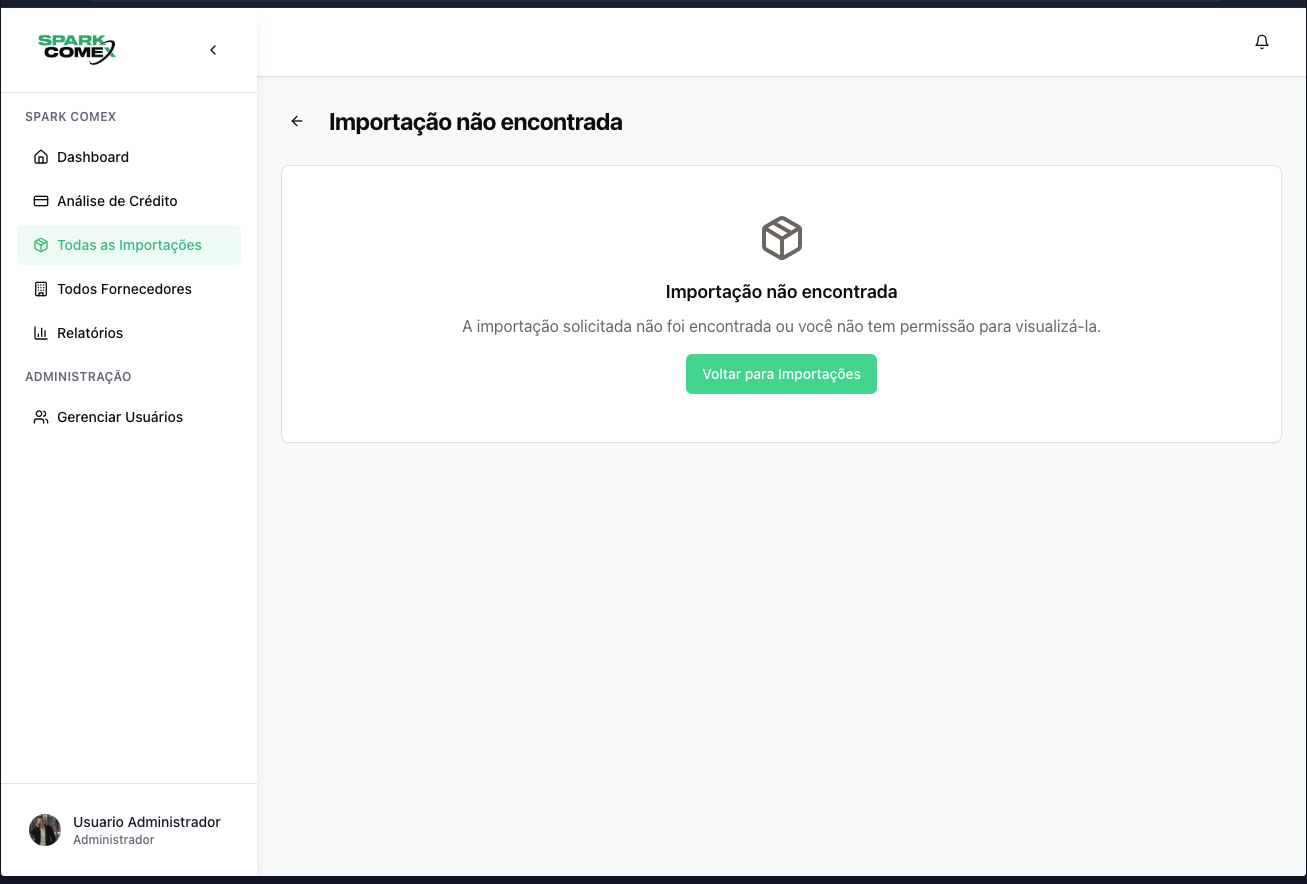 SPARK
COMEX
SPARK COMEX
Dashboard
Análise de Crédito
Todas as Importações
Todos Fornecedores
Relatórios
ADMINISTRAÇÃO
Gerenciar Usuários
Usuario Administrador
Administrador
Importação não encontrada
Importação não encontrada
A importação solicitada não foi encontrada ou você não tem permissão para visualizá-la.
Voltar para Importações